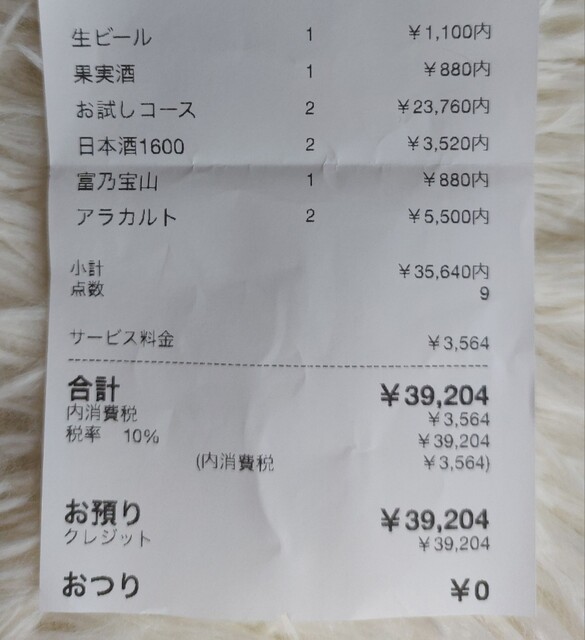 生ビール 1 ¥1,100内
果実酒 1 ¥880内
お試しコース 2 ¥23,760内
日本酒1600 2 ¥3,520内
富乃宝山 1 ¥880内
アラカルト 2 ¥5,500内
小計 ¥35,640内
点数 9
サービス料金 ¥3,564
合計 ¥39,204
内消費税 ¥3,564
税率 10% ¥39,204
(内消費税 ¥3,564)
お預り ¥39,204
クレジット ¥39,204
おつり ¥0